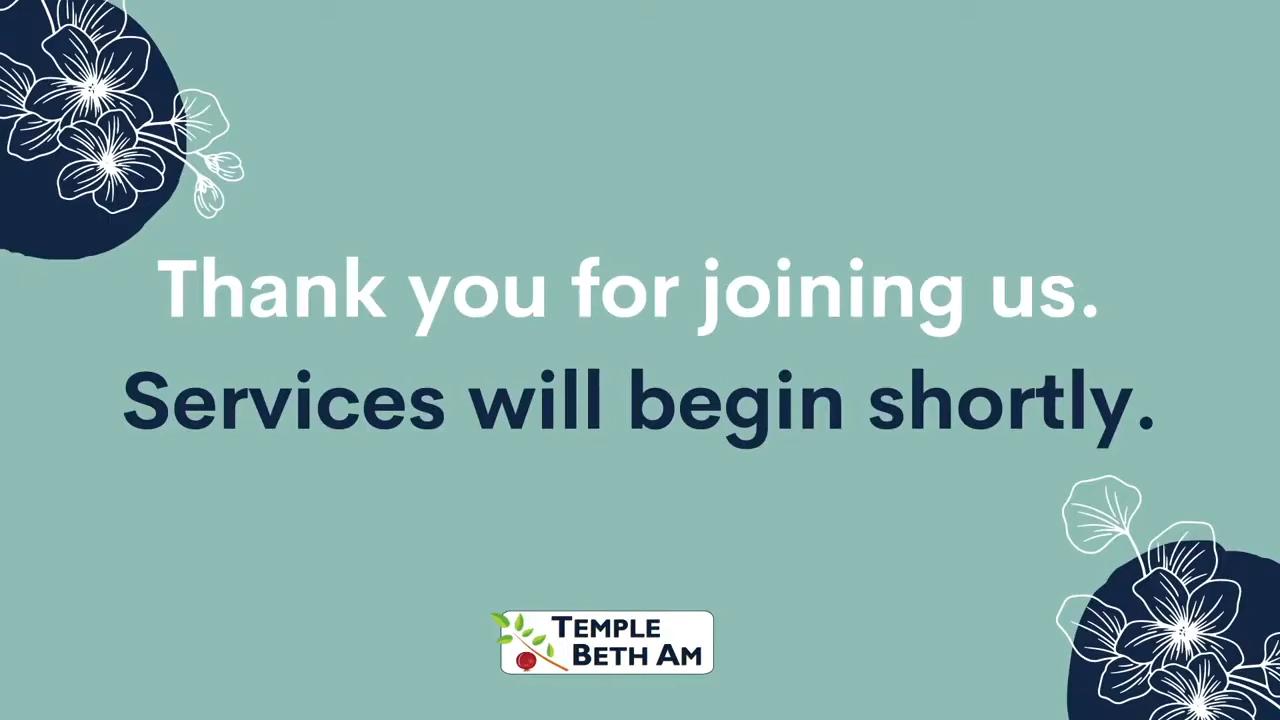 Thank you for joining us.
Services will begin shortly.
TEMPLE
BETH AM